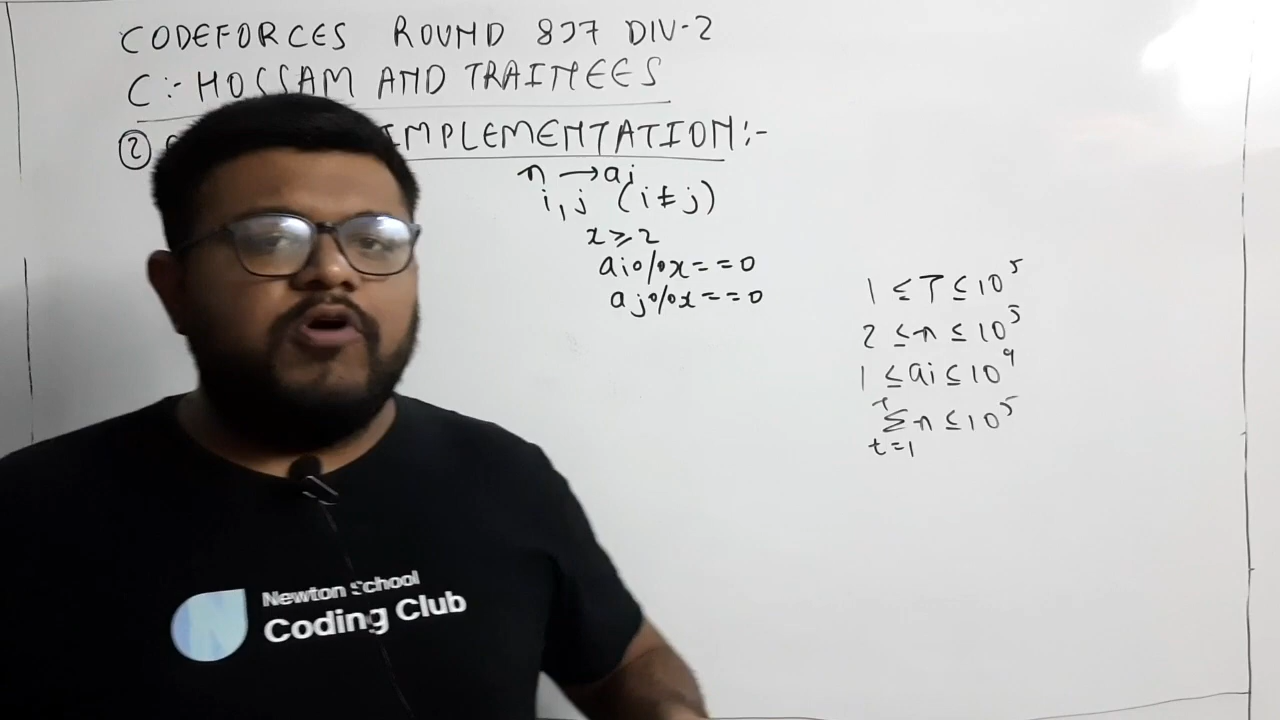 CODEFORCES ROUND 837 DIV-2
C:- HOSSAM AND TRAINEES
② IMPLEMENTATION:-
n → ai
i, j (i ≠ j)
x ≥ 2
ai % x == 0
aj % x == 0
1 ≤ T ≤ 10^5
2 ≤ n ≤ 10^5
1 ≤ ai ≤ 10^9
T
Σ n ≤ 10^5
t=1
Newton School
Coding Club